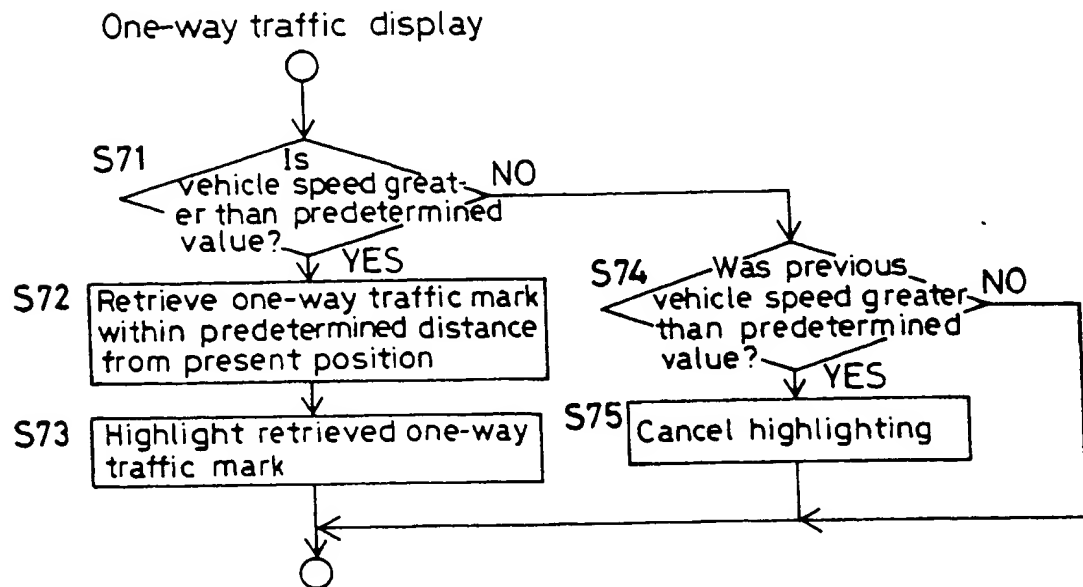 One-way traffic display
S71
Is
vehicle speed great-
er than predetermined
value?
NO
YES
S72
Retrieve one-way traffic mark
within predetermined distance
from present position
S73
Highlight retrieved one-way
traffic mark
S74
Was previous
vehicle speed greater
than predetermined
value?
NO
YES
S75
Cancel highlighting